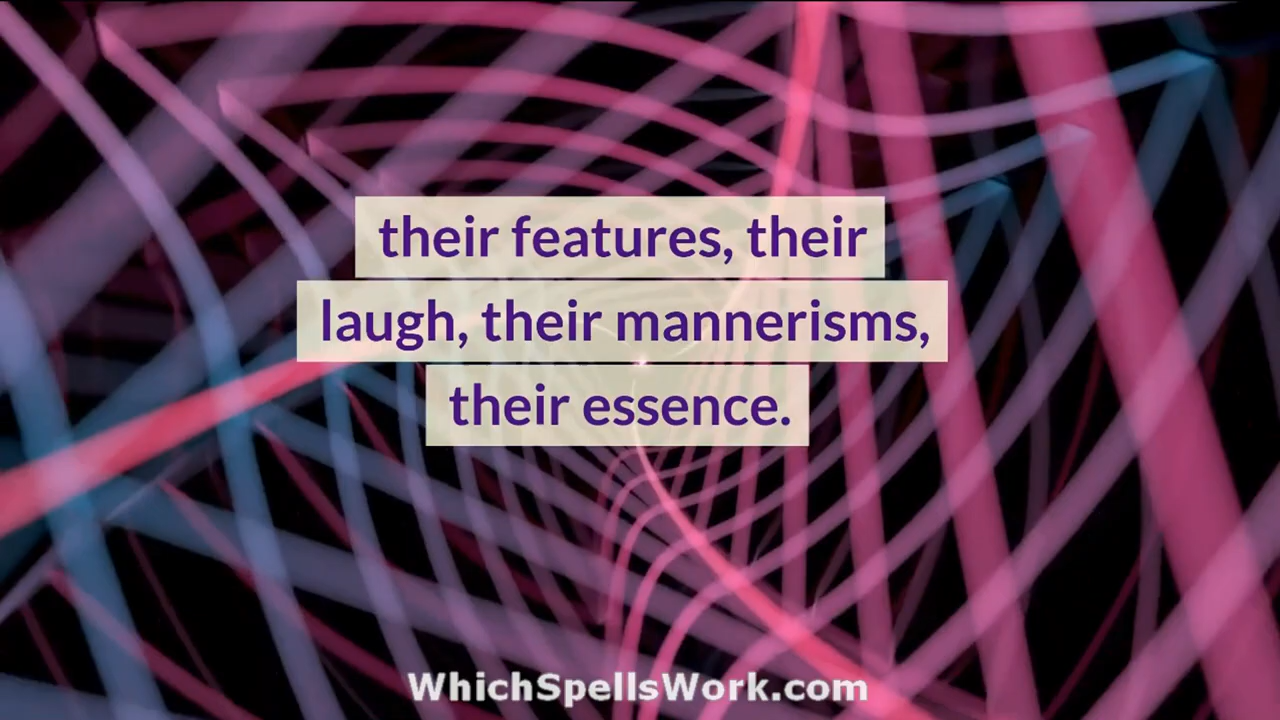 their features, their
laugh, their mannerisms,
their essence.
WhichSpellsWork.com